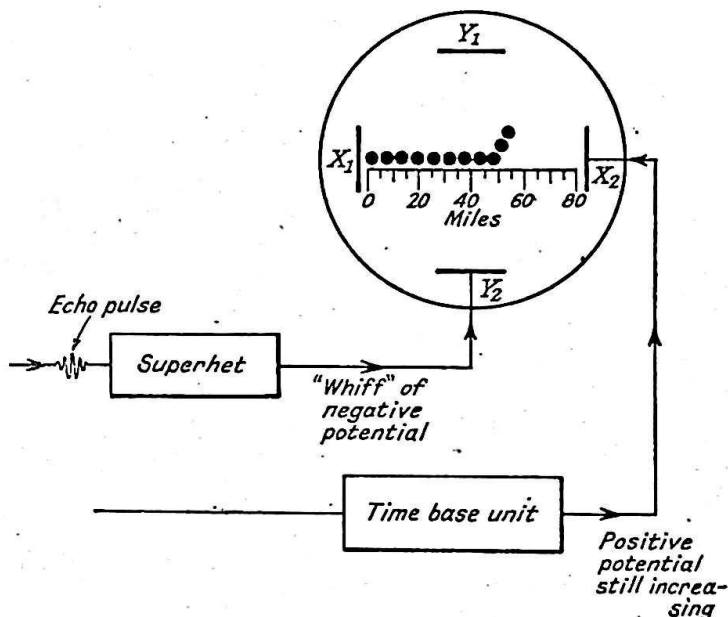 Y1
X1
X2
0 20 40 60 80
Miles
Y2
Echo pulse
Superhet
"Whiff" of
negative
potential
Time base unit
Positive
potential
still increa-
sing